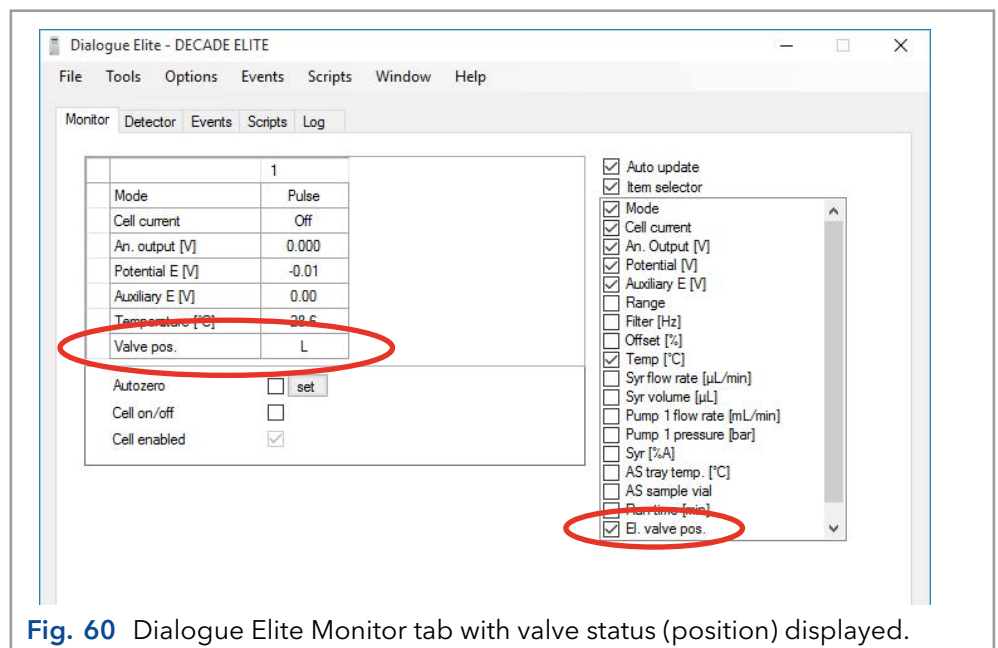 Dialogue Elite - DECADE ELITE
File Tools Options Events Scripts Window Help
Monitor Detector Events Scripts Log
1
Mode Pulse
Cell current Off
An. output [V] 0.000
Potential E [V] -0.01
Auxiliary E [V] 0.00
Temperature [°C] 28.6
Valve pos. L
Autozero set
Cell on/off
Cell enabled
Auto update
Item selector
Mode
Cell current
An. Output [V]
Potential [V]
Auxiliary E [V]
Range
Filter [Hz]
Offset [%]
Temp [°C]
Syr flow rate [µL/min]
Syr volume [µL]
Pump 1 flow rate [mL/min]
Pump 1 pressure [bar]
Syr [%A]
AS tray temp. [°C]
AS sample vial
Run time [min]
El. valve pos.
Fig. 60 Dialogue Elite Monitor tab with valve status (position) displayed.